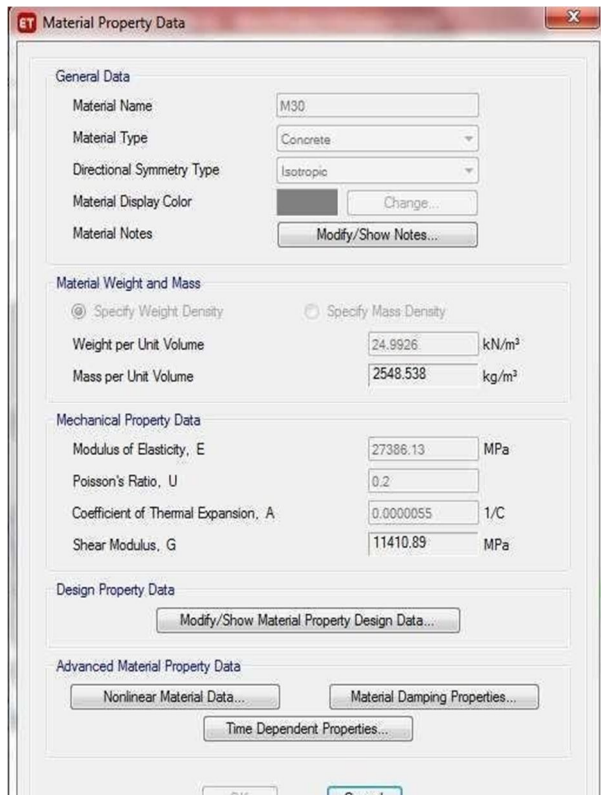 ET Material Property Data X
General Data
Material Name M30
Material Type Concrete
Directional Symmetry Type Isotropic
Material Display Color Change...
Material Notes Modify/Show Notes...
Material Weight and Mass
Specify Weight Density Specify Mass Density
Weight per Unit Volume 24.9926 kN/m³
Mass per Unit Volume 2548.538 kg/m³
Mechanical Property Data
Modulus of Elasticity, E 27386.13 MPa
Poisson's Ratio, U 0.2
Coefficient of Thermal Expansion, A 0.0000055 1/C
Shear Modulus, G 11410.89 MPa
Design Property Data
Modify/Show Material Property Design Data...
Advanced Material Property Data
Nonlinear Material Data... Material Damping Properties...
Time Dependent Properties...